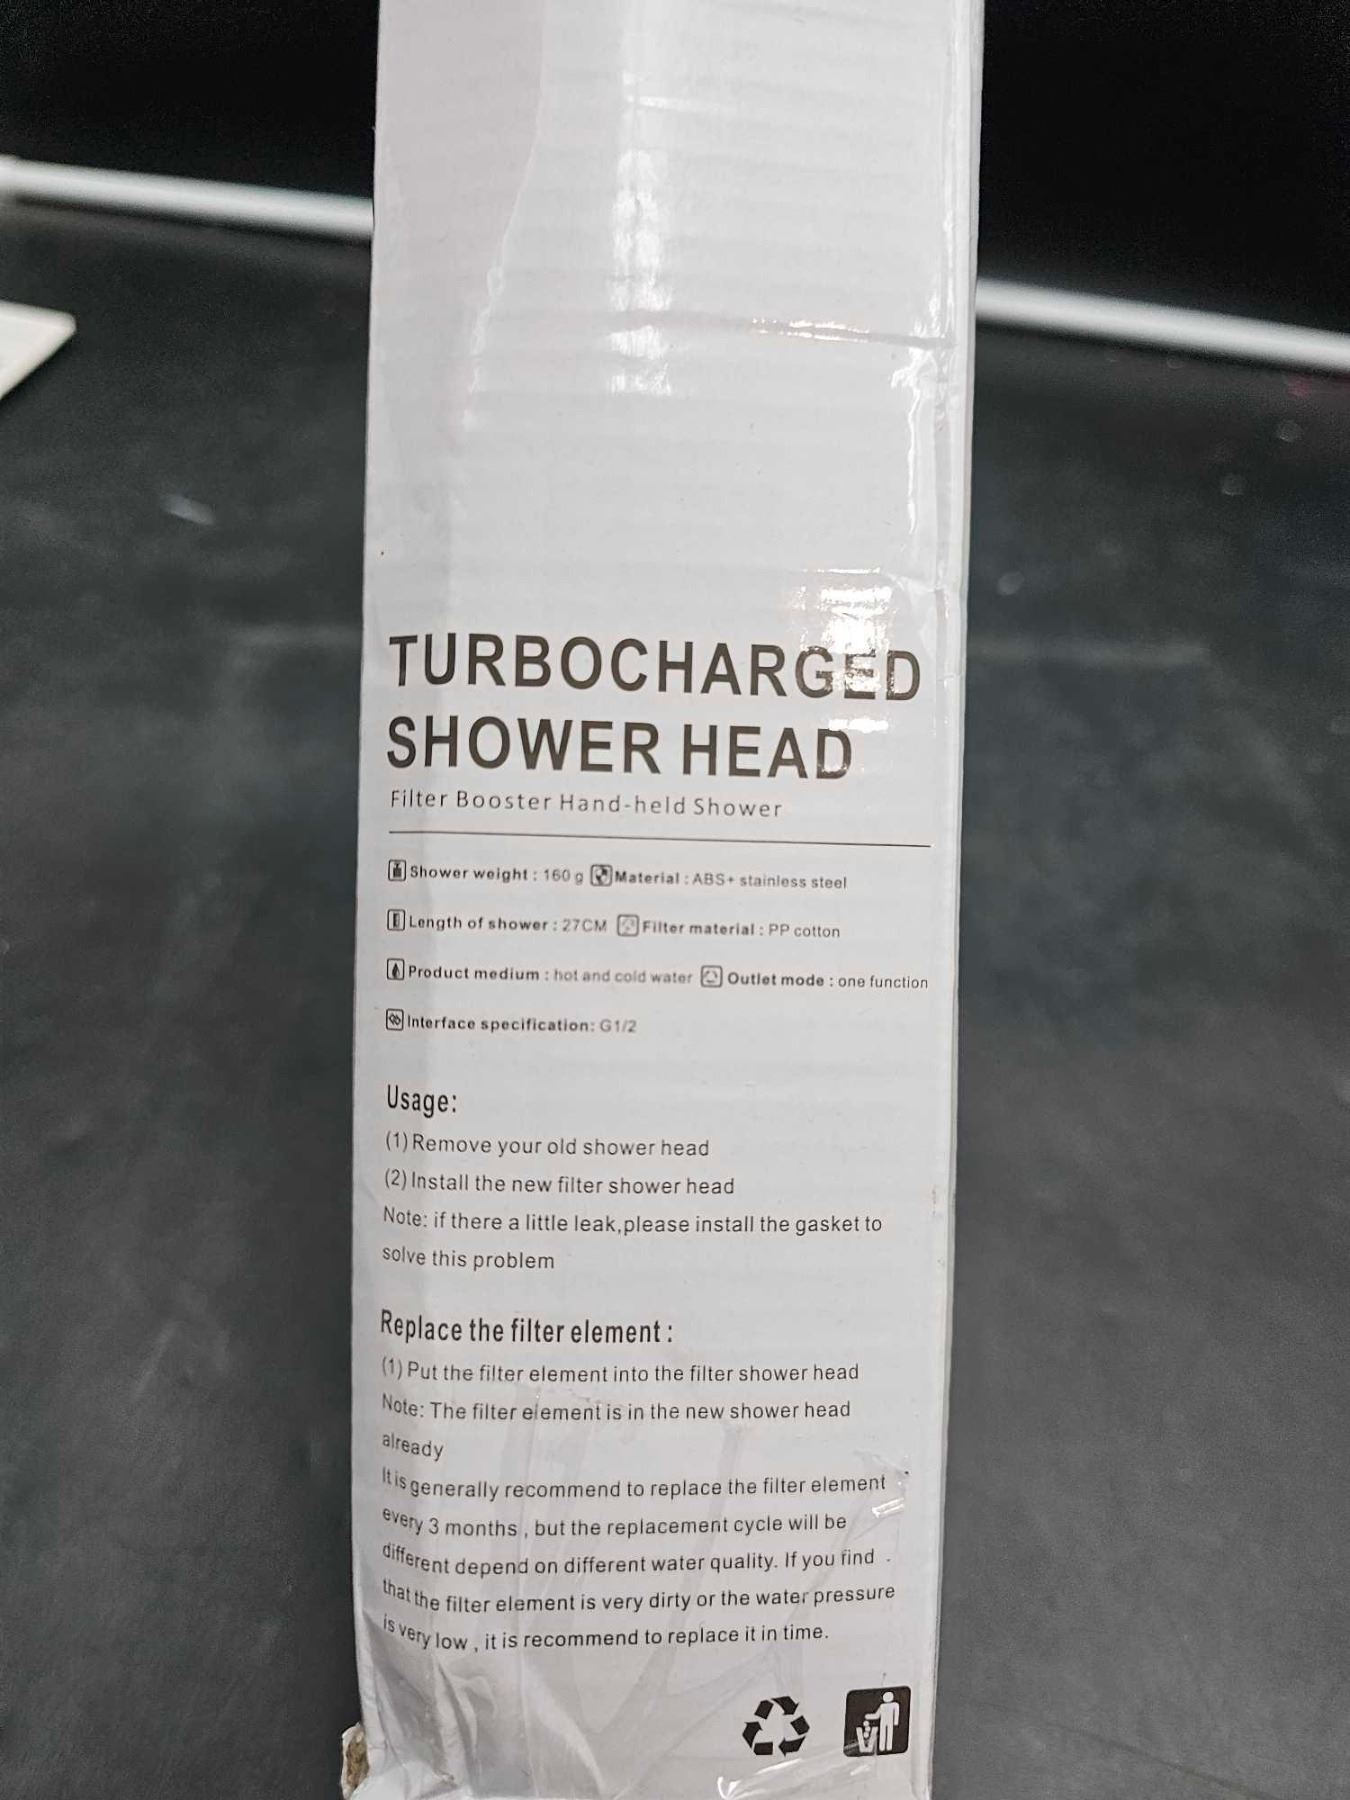 TURBOCHARGED
SHOWER HEAD
Filter Booster Hand-held Shower
Shower weight : 160 g Material : ABS+ stainless steel
Length of shower : 27CM Filter material : PP cotton
Product medium : hot and cold water Outlet mode : one function
Interface specification: G1/2
Usage:
(1) Remove your old shower head
(2) Install the new filter shower head
Note: if there a little leak,please install the gasket to
solve this problem
Replace the filter element :
(1) Put the filter element into the filter shower head
Note: The filter element is in the new shower head
already
It is generally recommend to replace the filter element
every 3 months , but the replacement cycle will be
different depend on different water quality. If you find
that the filter element is very dirty or the water pressure
is very low , it is recommend to replace it in time.